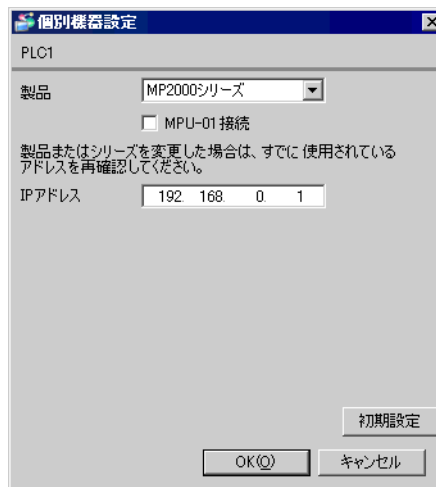 個別機器設定
PLC1
製品 MP2000シリーズ
MPU-01 接続
製品またはシリーズを変更した場合は、すでに使用されている
アドレスを再確認してください。
IPアドレス 192. 168. 0. 1
初期設定
OK(O) キャンセル